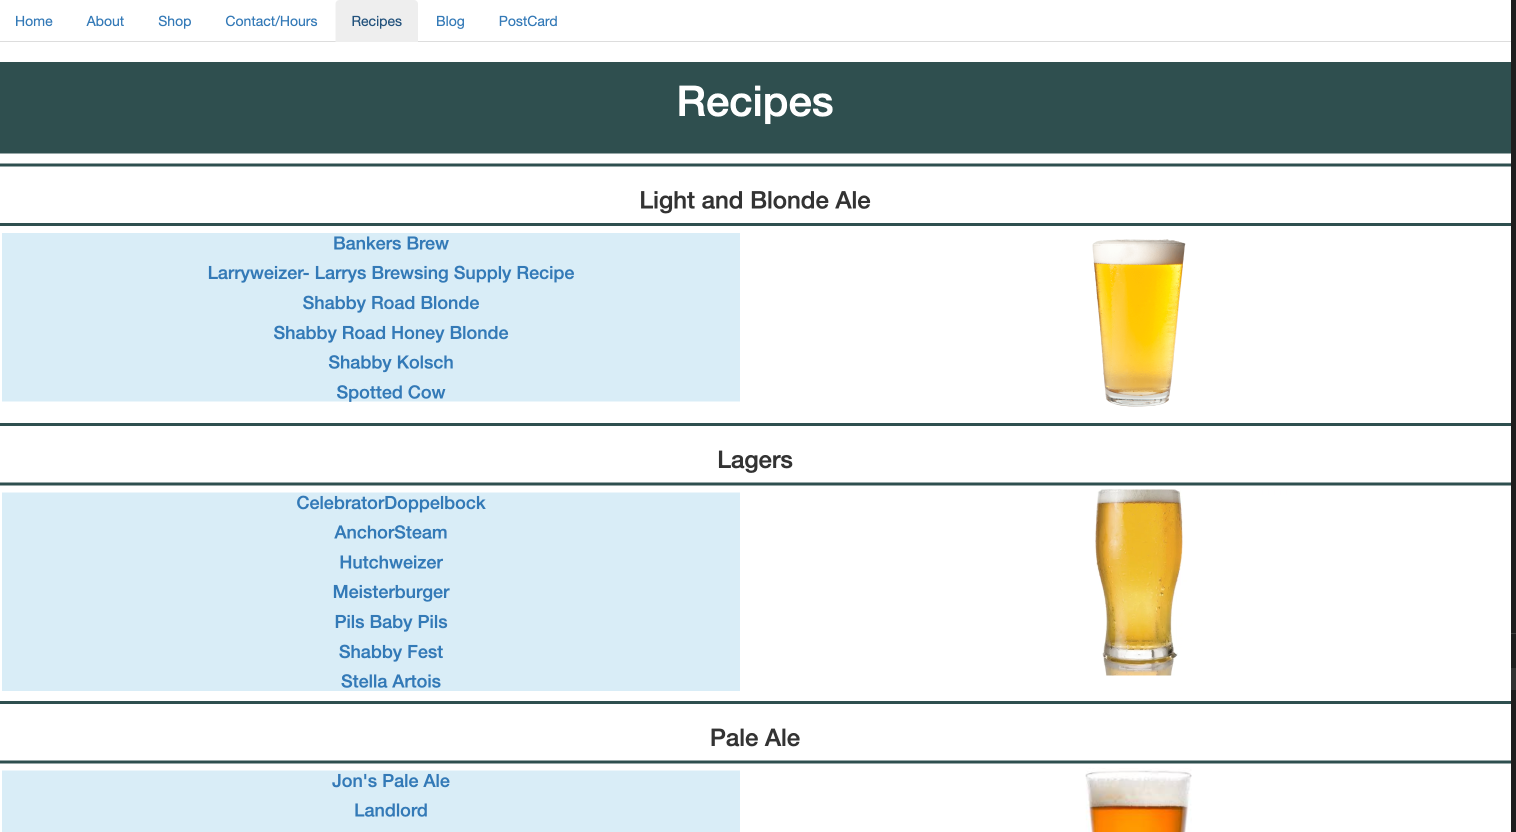 Home About Shop Contact/Hours Recipes Blog PostCard
Recipes
Light and Blonde Ale
Bankers Brew
Larryweizer- Larrys Brewsing Supply Recipe
Shabby Road Blonde
Shabby Road Honey Blonde
Shabby Kolsch
Spotted Cow
Lagers
CelebratorDoppelbock
AnchorSteam
Hutchweizer
Meisterburger
Pils Baby Pils
Shabby Fest
Stella Artois
Pale Ale
Jon's Pale Ale
Landlord